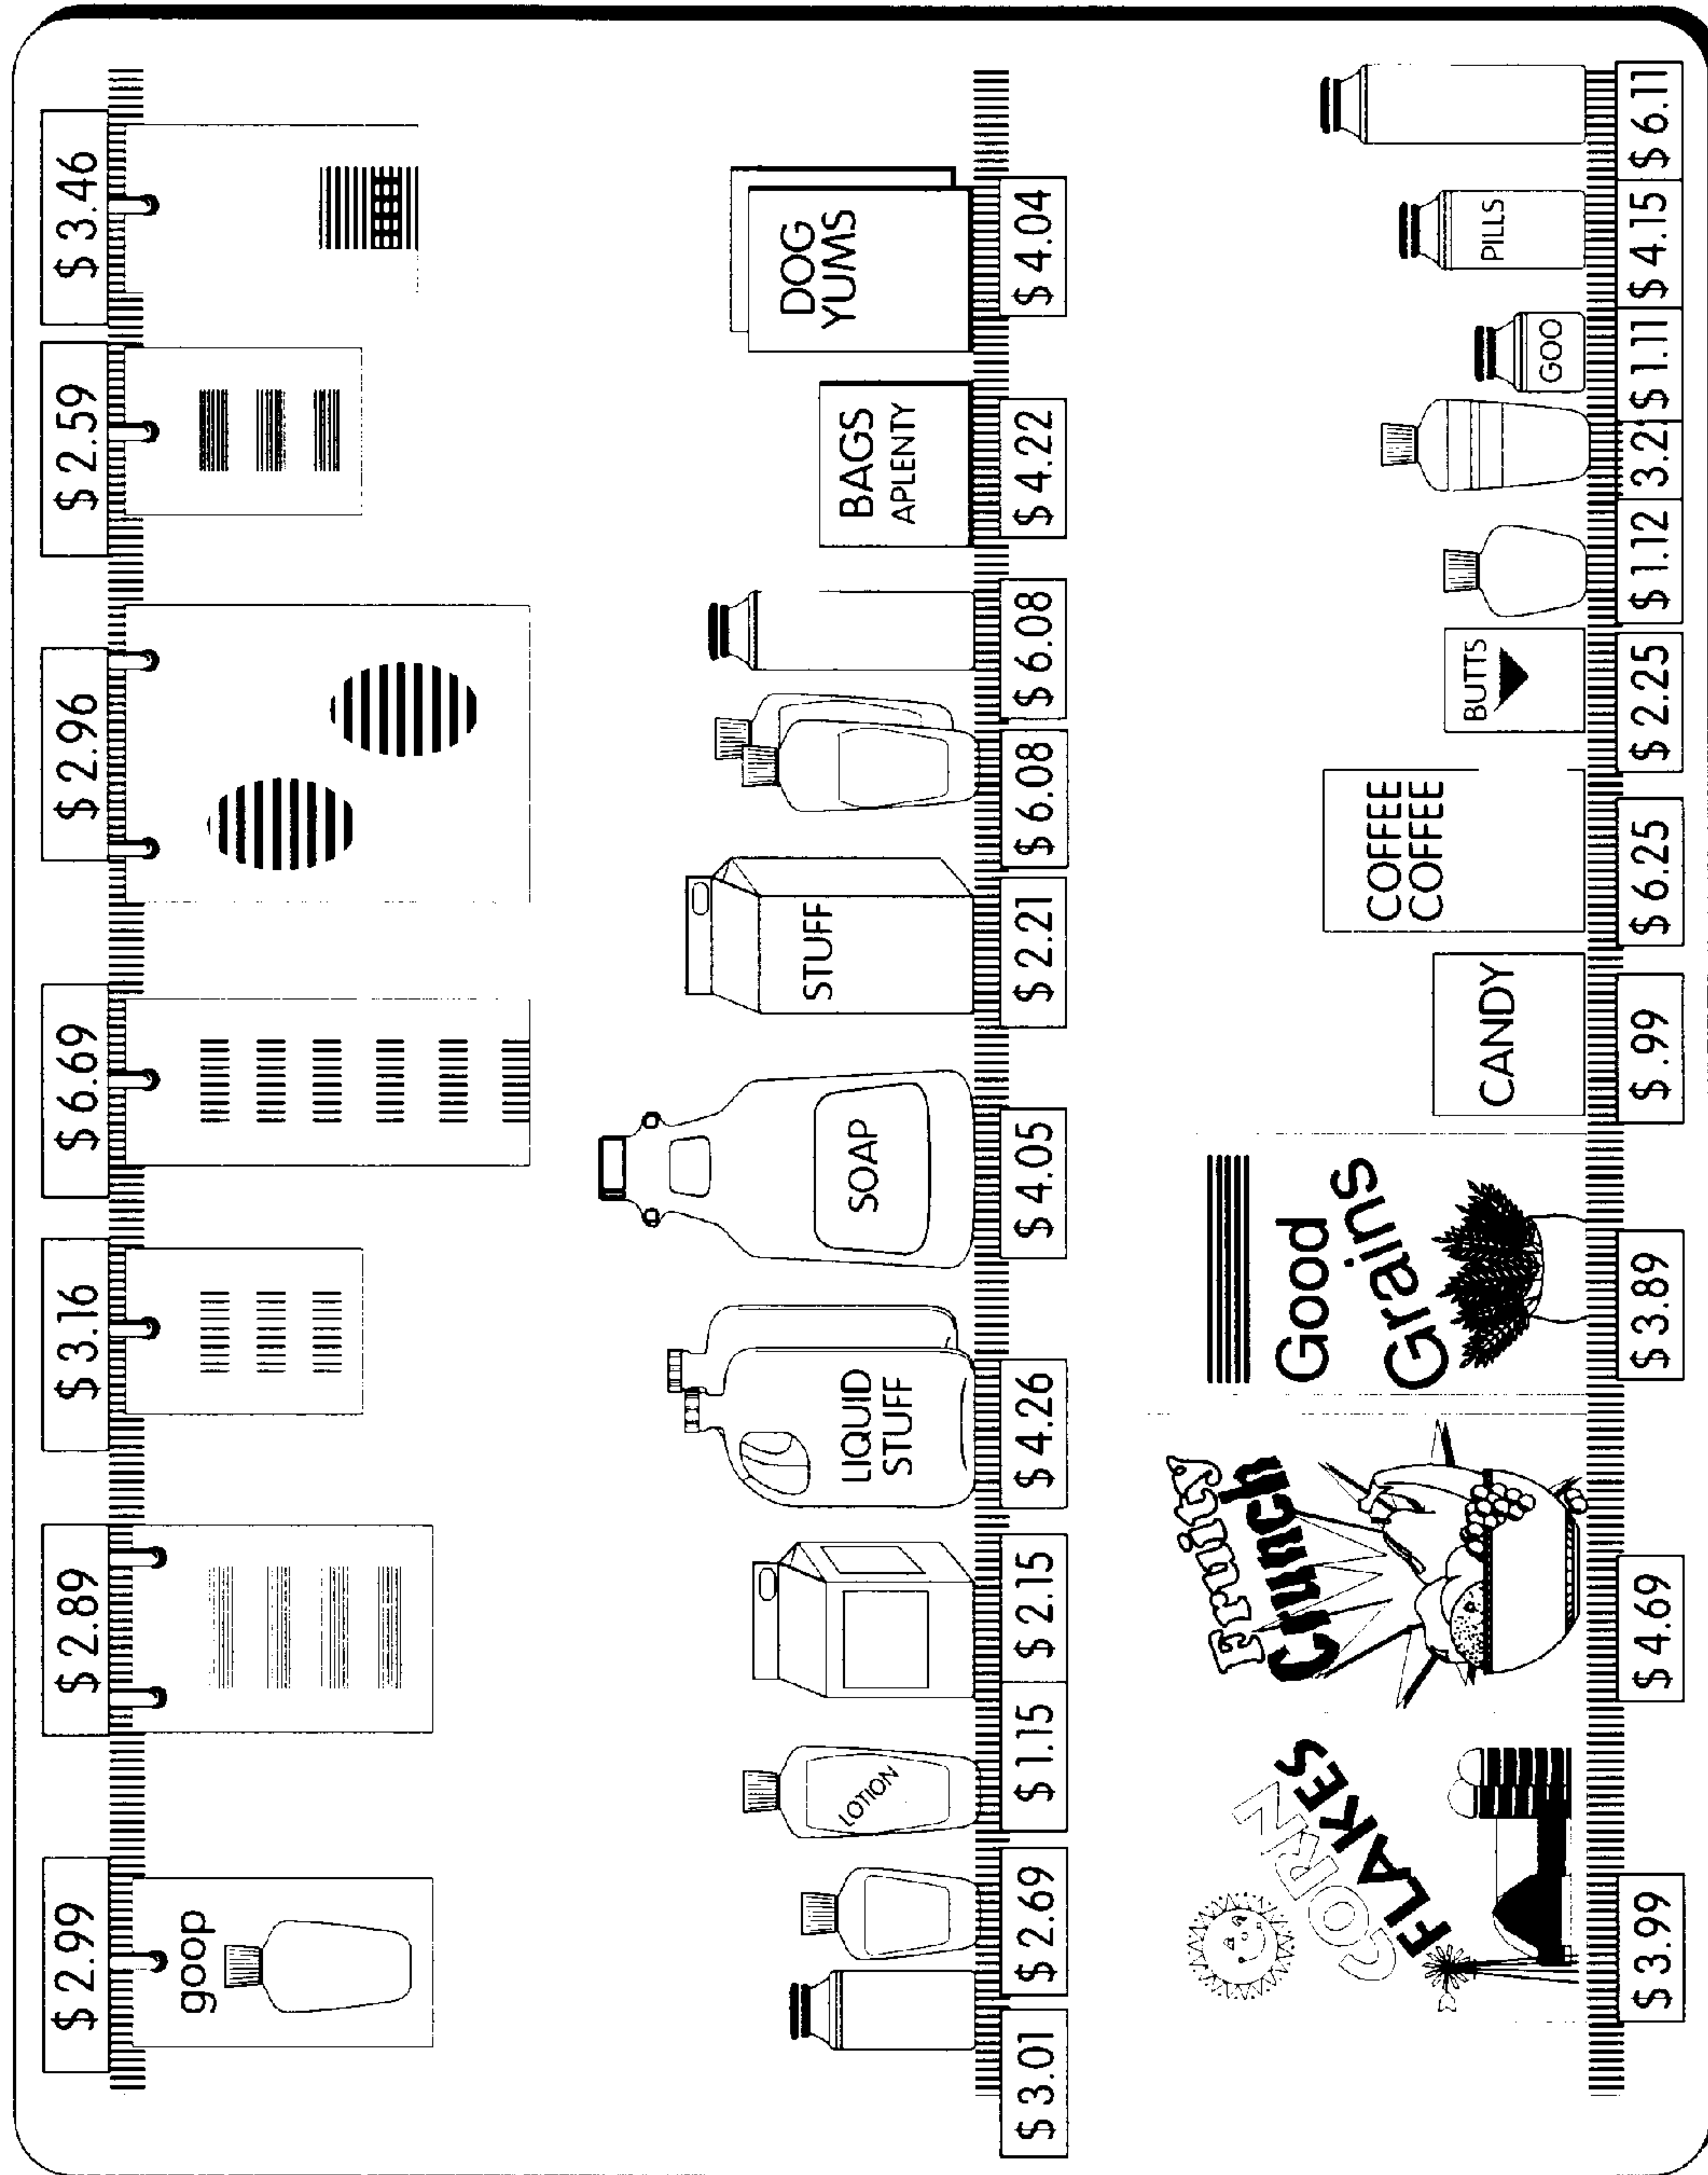 $ 2.99
$ 2.89
$ 3.16
$ 6.69
$ 2.96
$ 2.59
$ 3.46
goop
LOTION
LIQUID
STUFF
SOAP
STUFF
BAGS
APLENTY
DOG
YUMS
$ 3.01
$ 2.69
$ 1.15
$ 2.15
$ 4.26
$ 4.05
$ 2.21
$ 6.08
$ 6.08
$ 4.22
$ 4.04
CORN
FLAKES
Fruity
Crunch
Good
Grains
CANDY
COFFEE
COFFEE
BUTTS
GOO
PILLS
$ 3.99
$ 4.69
$ 3.89
$ .99
$ 6.25
$ 2.25
$ 1.12
3.2
$ 1.11
$ 4.15
$ 6.11